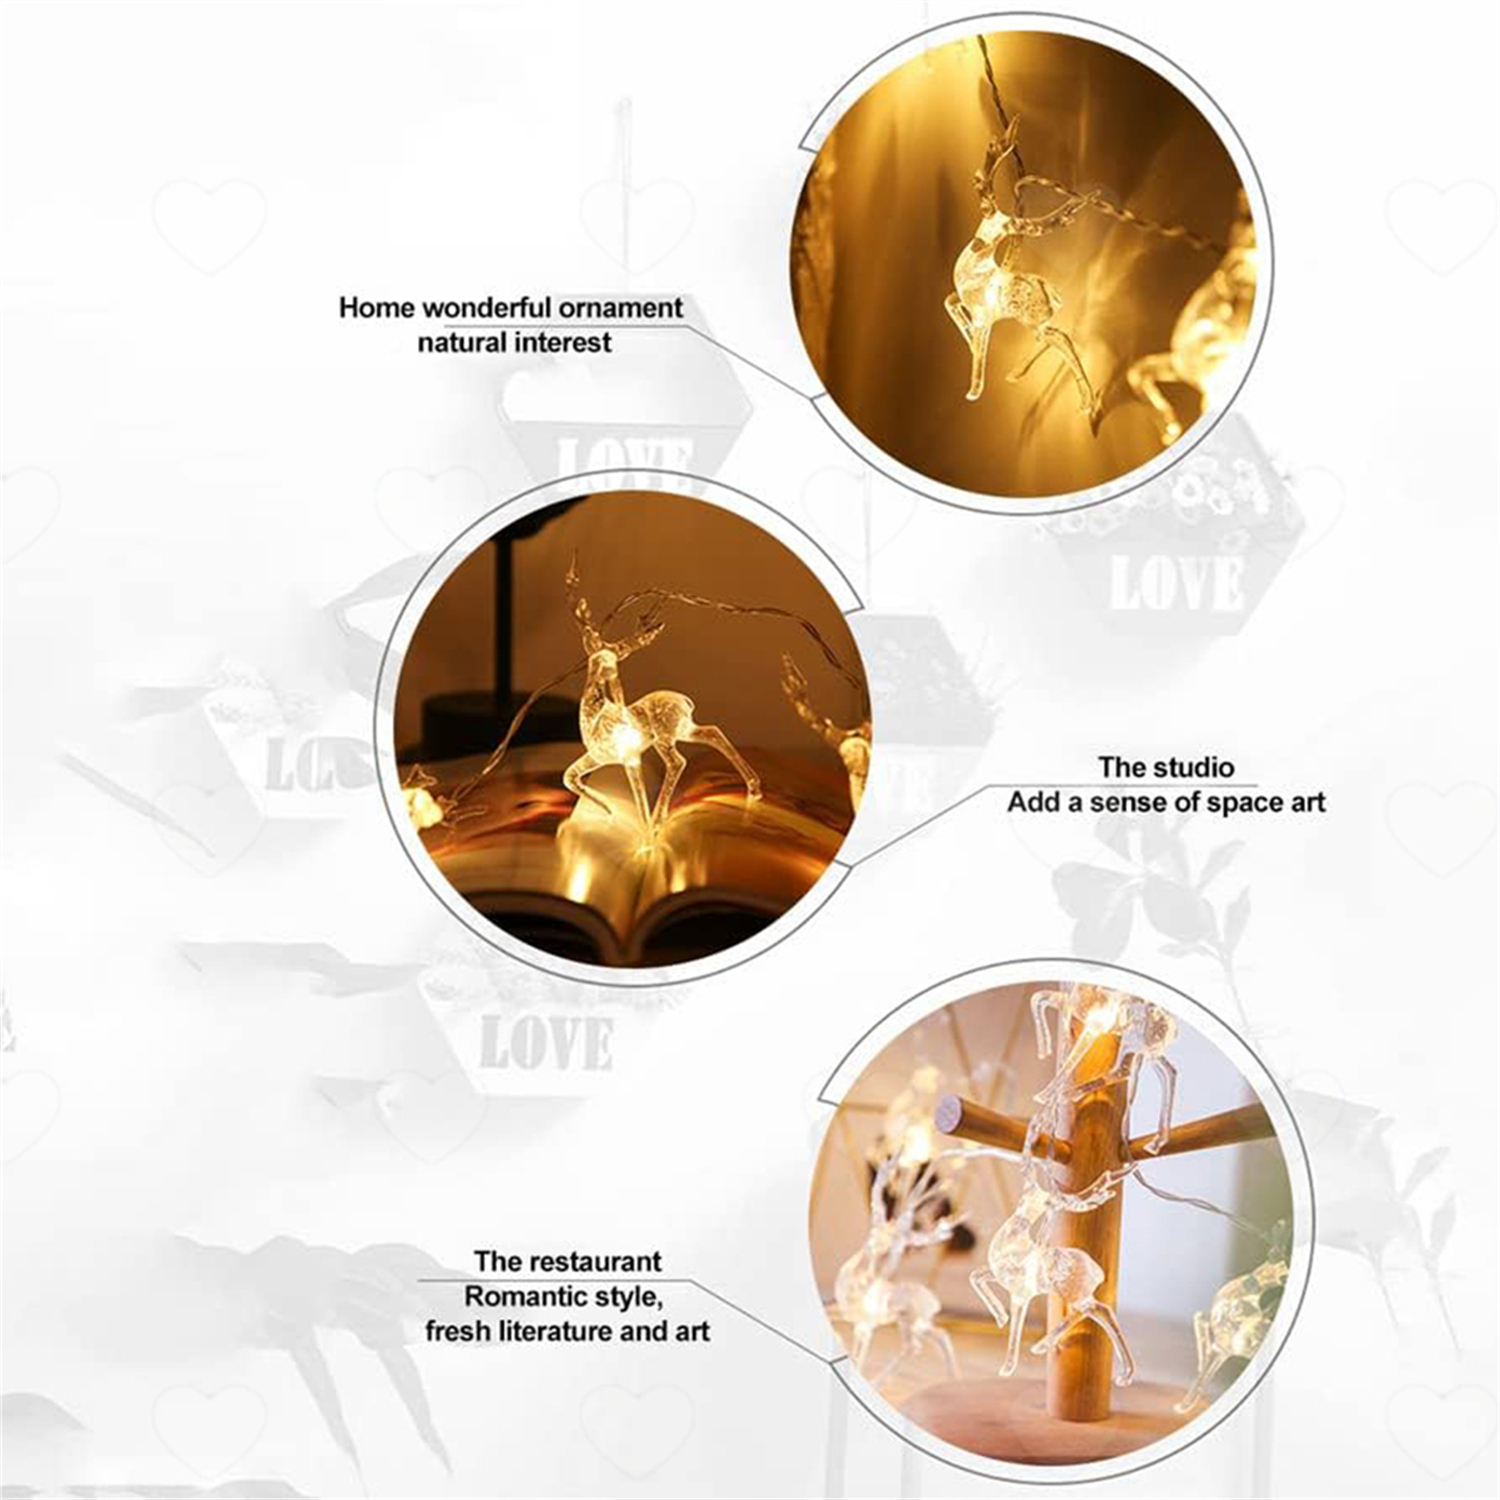 Home wonderful ornament
natural interest
LOVE
LOVE
The studio
Add a sense of space art
LOVE
The restaurant
Romantic style,
fresh literature and art